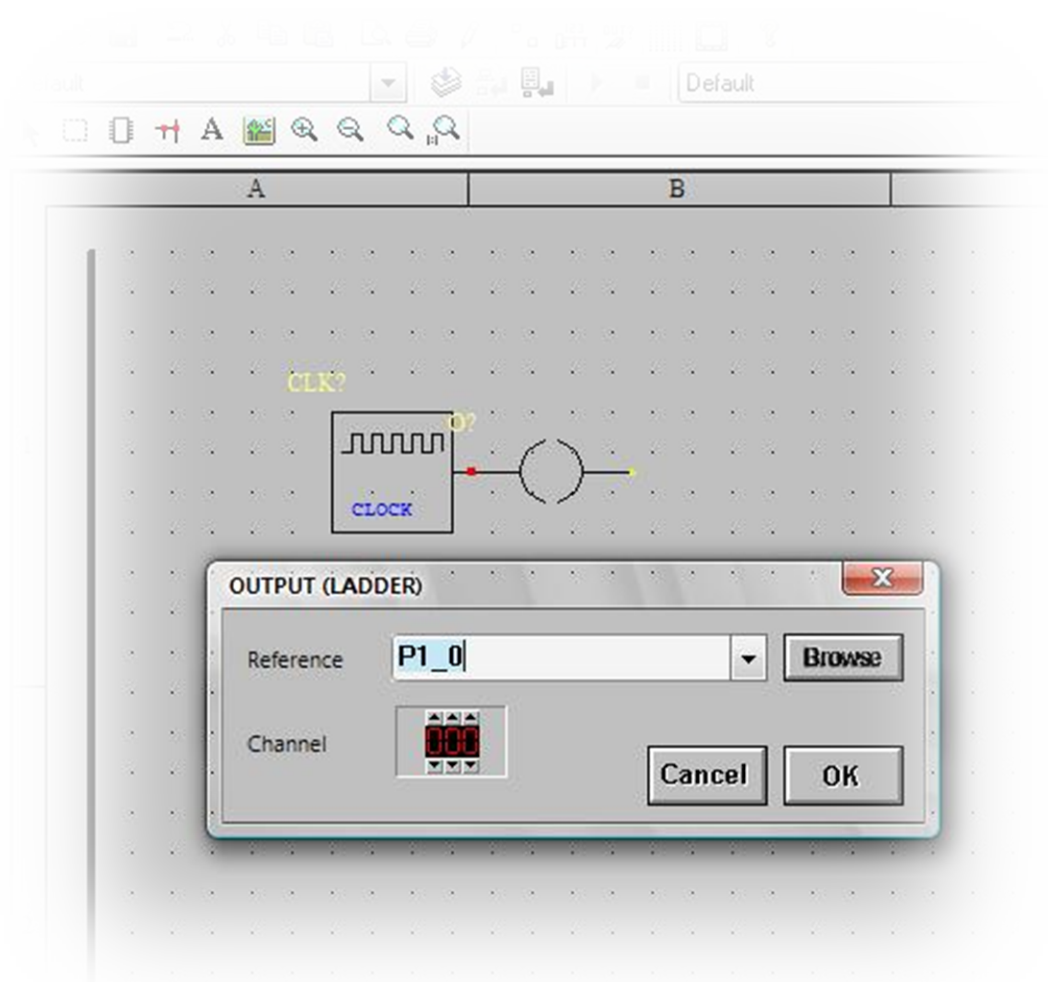 Default
A
A B
CLK?
O?
CLOCK
OUTPUT (LADDER)
Reference P1_0 Browse
Channel 000
Cancel OK